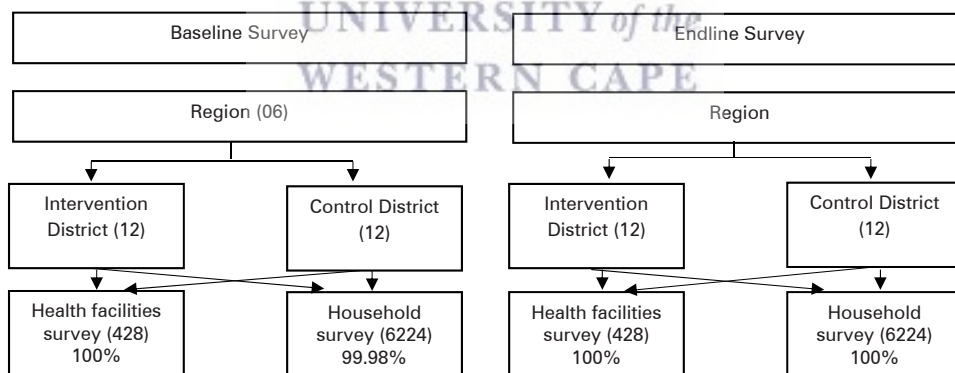 UNIVERSITY of the
WESTERN CAPE
Baseline Survey
Region (06)
Intervention
District (12)
Control District
(12)
Health facilities
survey (428)
100%
Household
survey (6224)
99.98%
Endline Survey
Region
Intervention
District (12)
Control District
(12)
Health facilities
survey (428)
100%
Household
survey (6224)
100%